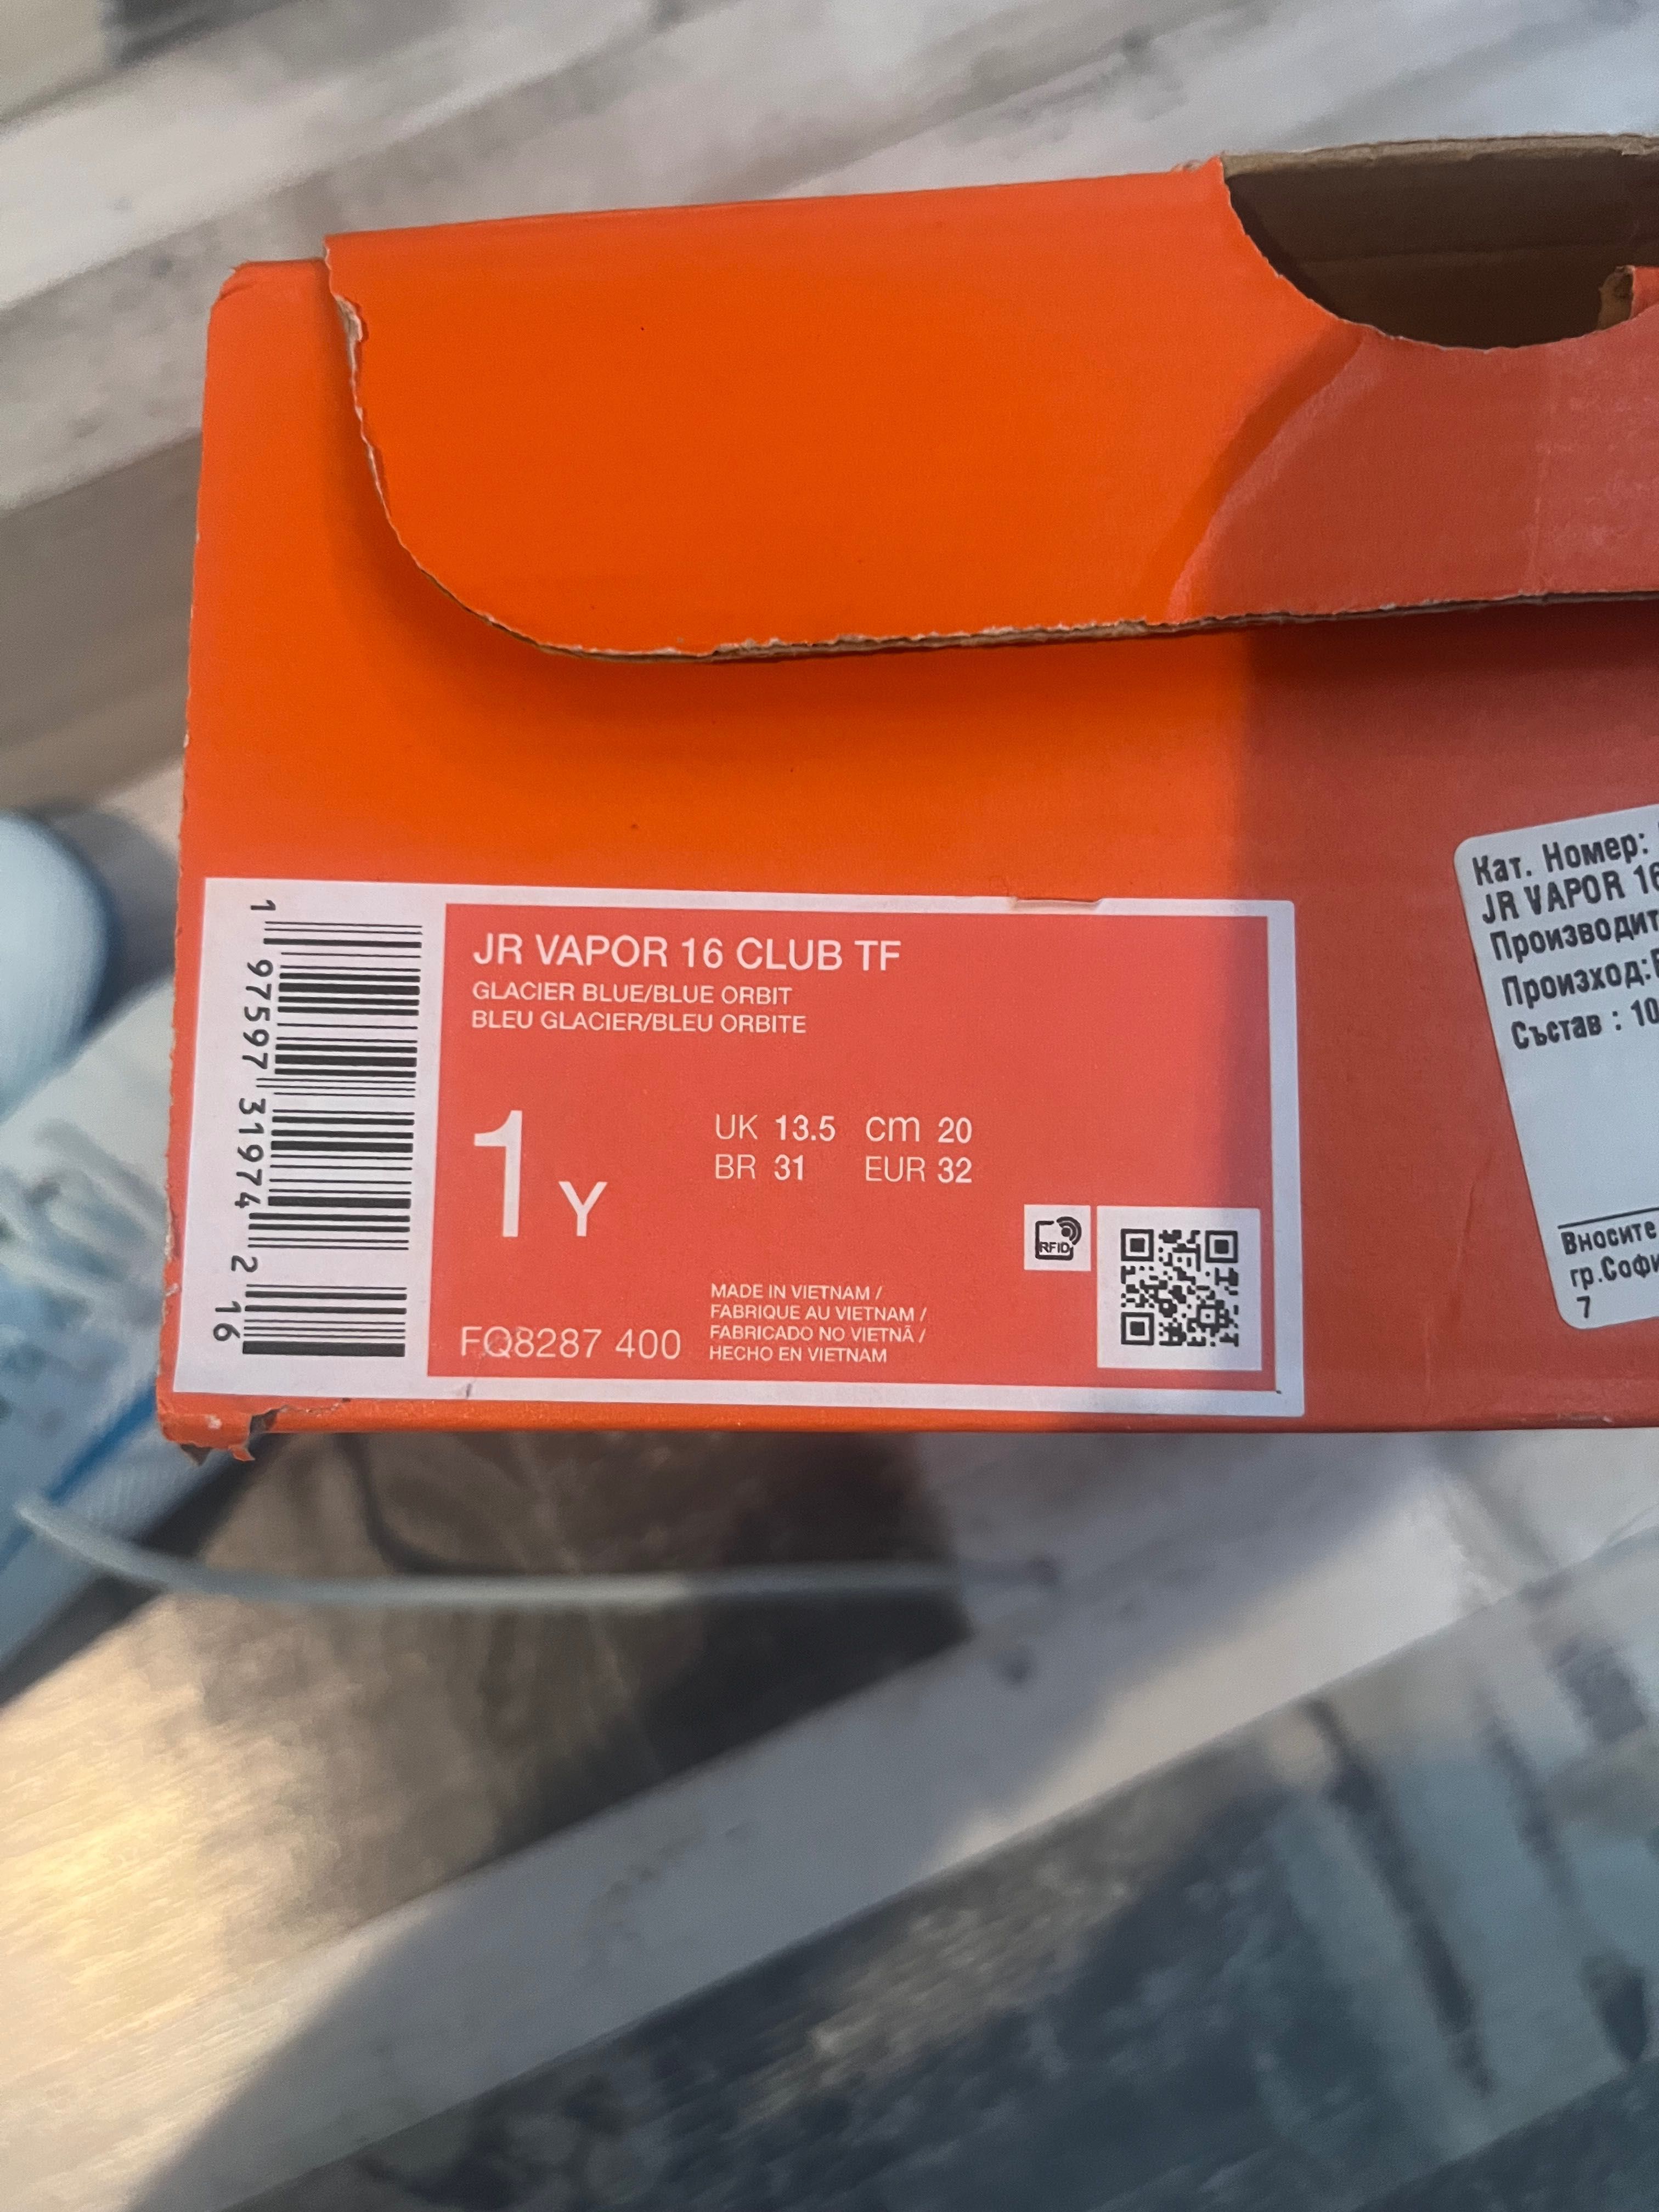 JR VAPOR 16 CLUB TF
GLACIER BLUE/BLUE ORBIT
BLEU GLACIER/BLEU ORBITE
1 Y
UK 13.5 cm 20
BR 31 EUR 32
RFID
FQ8287 400
MADE IN VIETNAM /
FABRIQUE AU VIETNAM /
FABRICADO NO VIETNÃ /
HECHO EN VIETNAM
1 97597 31974 2 16
Кат. Номер:
JR VAPOR 16
Производит
Произход:
Състав : 10
Вносите
гр.Софи
7